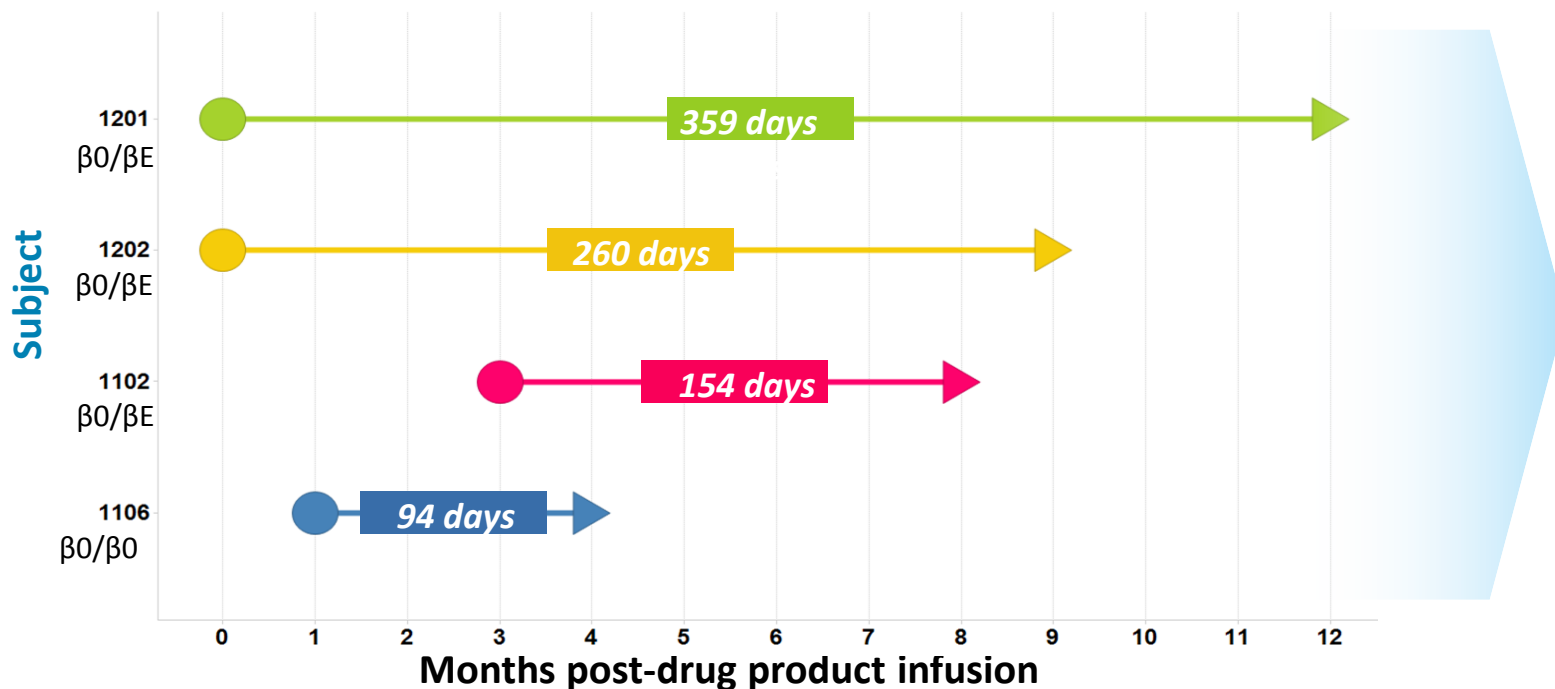 Subject
1201
β0/βE
359 days
1202
β0/βE
260 days
1102
β0/βE
154 days
1106
β0/β0
94 days
0 1 2 3 4 5 6 7 8 9 10 11 12
Months post-drug product infusion